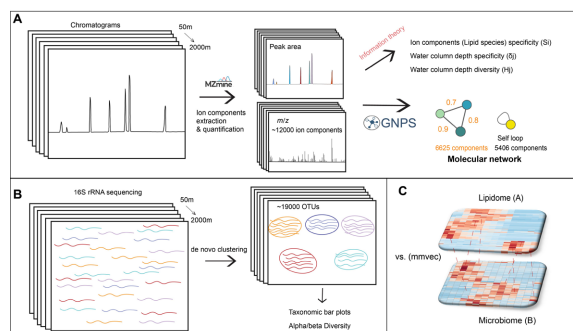 A
Chromatograms
50m
2000m
MZmine
Ion components
extraction
& quantification
Peak area
m/z
~12000 ion components
Information theory
Ion components (Lipid species) specificity (Si)
Water column depth specificity (δj)
Water column depth diversity (Hj)
GNPS
0.7
0.8
0.9
Self loop
6625 components
5406 components
Molecular network
B
16S rRNA sequencing
50m
2000m
de novo clustering
~19000 OTUs
Taxonomic bar plots
Alpha/beta Diversity
C
Lipidome (A)
vs. (mmvec)
Microbiome (B)